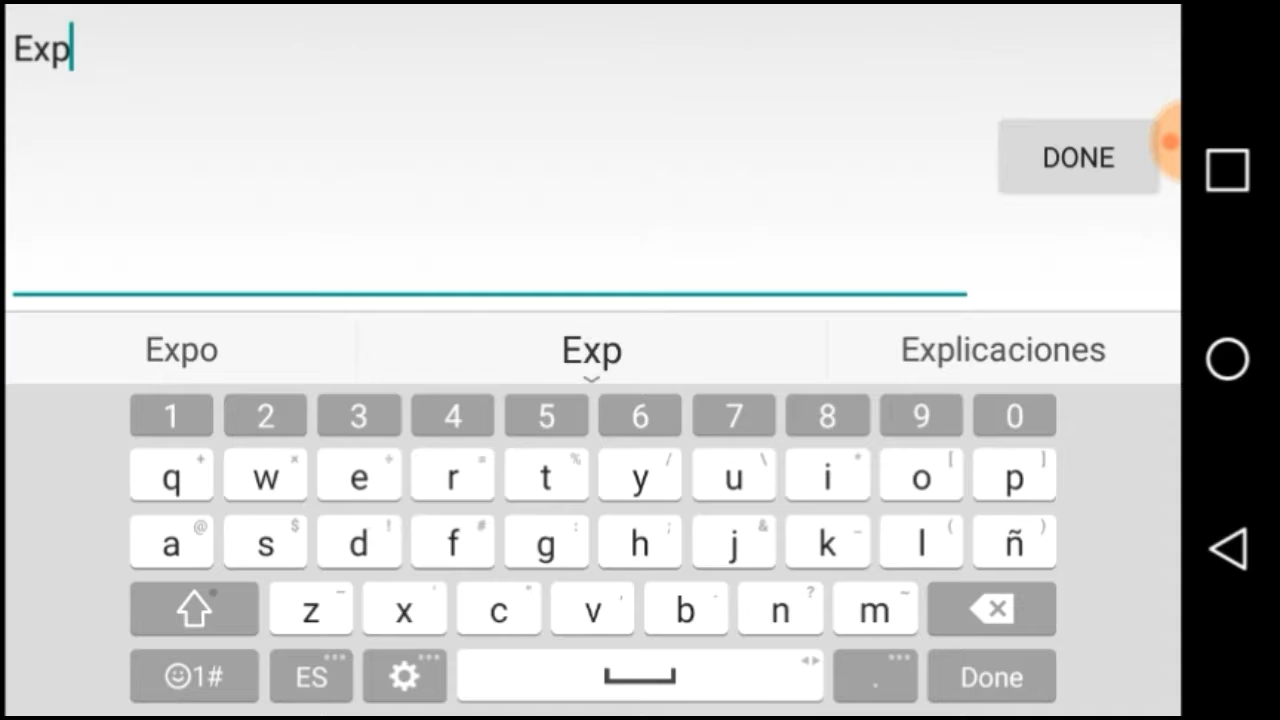 Exp
DONE
Expo Exp Explicaciones
1 2 3 4 5 6 7 8 9 0
q w e r t y u i o p
a s d f g h j k l ñ
z x c v b n m
1# ES . Done